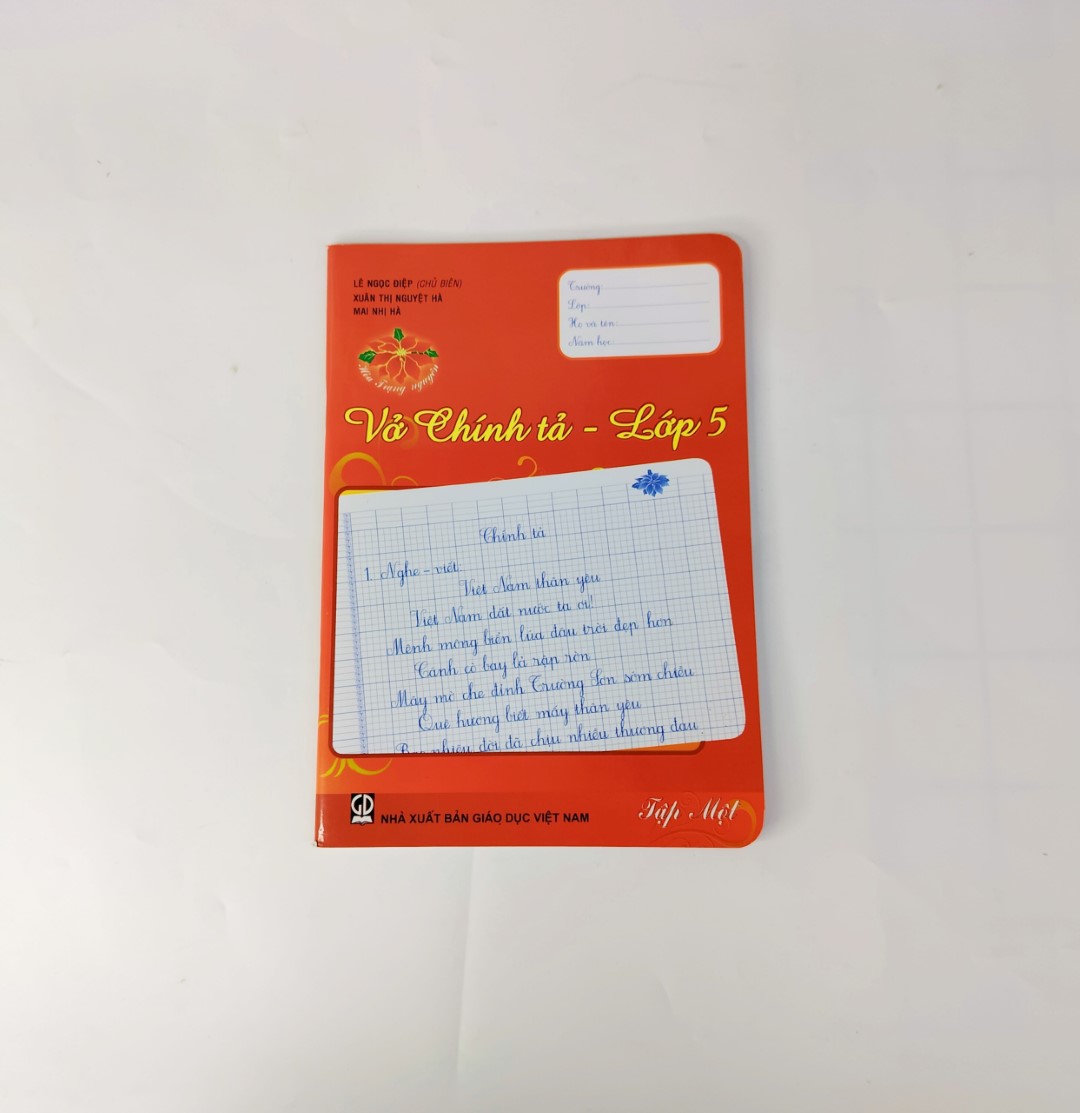 LÊ NGỌC ĐIỆP (CHỦ BIÊN)
XUÂN THỊ NGUYỆT HÀ
MAI NHỊ HÀ
Trường:
Lớp:
Họ và tên:
Năm học:
Hoa Trạng nguyên
Vở Chính tả - Lớp 5
Chính tả
1. Nghe - viết:
Việt Nam thân yêu
Việt Nam đất nước ta ơi!
Mênh mông biển lúa đâu trời đẹp hơn
Cánh cò bay lả rập rờn
Mây mờ che đỉnh Trường Sơn sớm chiều
Quê hương biết mấy thân yêu
Bao nhiêu đời đã chịu nhiều thương đau
GD
NHÀ XUẤT BẢN GIÁO DỤC VIỆT NAM
Tập Một